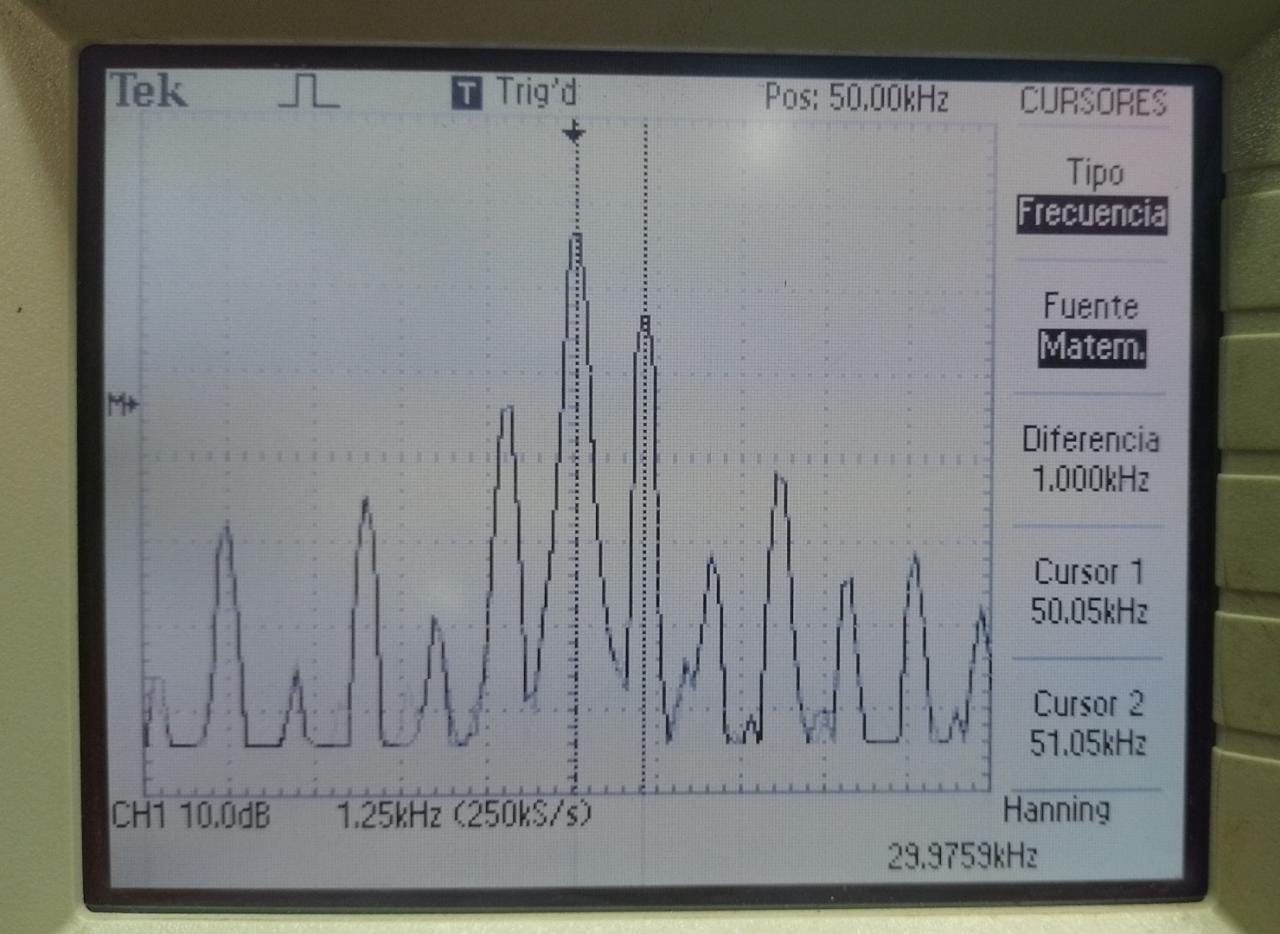 Tek T Trig'd Pos: 50.00kHz CURSORES
Tipo
Frecuencia
Fuente
Matem.
M
Diferencia
1.000kHz
Cursor 1
50.05kHz
Cursor 2
51.05kHz
CH1 10.0dB 1.25kHz (250kS/s) Hanning
29.9759kHz